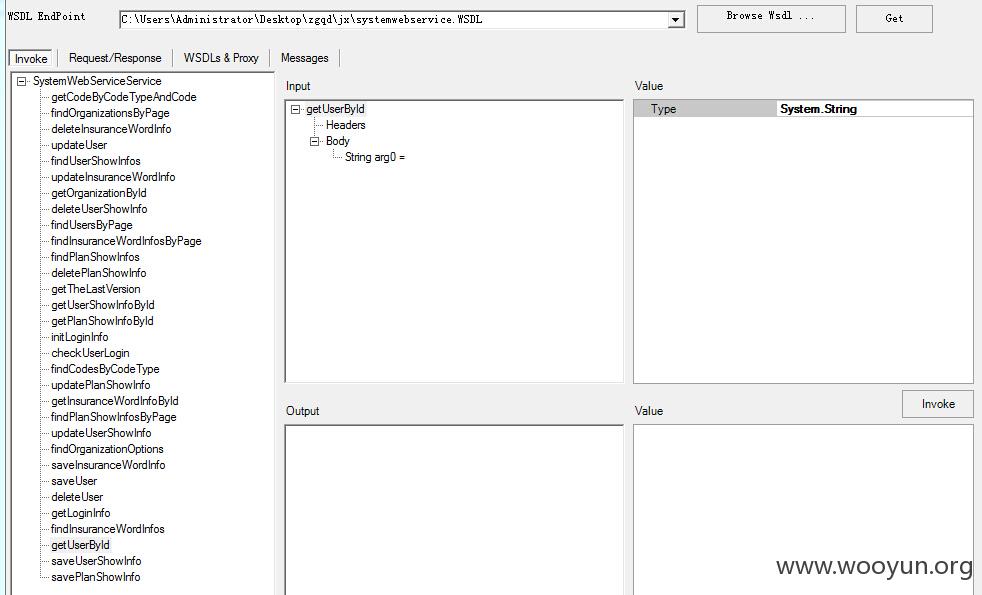 WSDL EndPoint
C:\Users\Administrator\Desktop\zgqd\jx\systemwebservice.WSDL
Browse Wsdl ...
Get
Invoke
Request/Response
WSDLs & Proxy
Messages
SystemWebServiceService
getCodeByCodeTypeAndCode
findOrganizationsByPage
deleteInsuranceWordInfo
updateUser
findUserShowInfos
updateInsuranceWordInfo
getOrganizationById
deleteUserShowInfo
findUsersByPage
findInsuranceWordInfosByPage
findPlanShowInfos
deletePlanShowInfo
getTheLastVersion
getUserShowInfoById
getPlanShowInfoById
initLoginInfo
checkUserLogin
findCodesByCodeType
updatePlanShowInfo
getInsuranceWordInfoById
findPlanShowInfosByPage
updateUserShowInfo
findOrganizationOptions
saveInsuranceWordInfo
saveUser
deleteUser
getLoginInfo
findInsuranceWordInfos
getUserById
saveUserShowInfo
savePlanShowInfo
Input
getUserById
Headers
Body
String arg0 =
Value
Type System.String
Invoke
Output
Value
www.wooyun.org